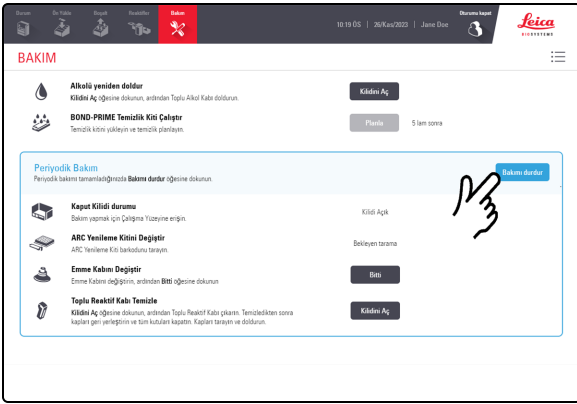 Durum
Ön Yükle
Boşalt
Reaktifler
Bakım
10:19 ÖS | 26/Kas/2023 | Jane Doe
Oturumu kapat
Leica
BIOSYSTEMS
BAKIM
Alkolü yeniden doldur
Kilidini Aç öğesine dokunun, ardından Toplu Alkol Kabı doldurun.
Kilidini Aç
BOND-PRIME Temizlik Kiti Çalıştır
Temizlik kitini yükleyin ve temizlik planlayın.
Planla
5 lam sonra
Periyodik Bakım
Periyodik bakımı tamamladığınızda Bakımı durdur öğesine dokunun.
Bakımı durdur
Kaput Kilidi durumu
Bakım yapmak için Çalışma Yüzeyine erişin.
Kilidi Açık
ARC Yenileme Kitini Değiştir
ARC Yenileme Kiti barkodunu tarayın.
Bekleyen tarama
Emme Kabını Değiştir
Emme Kabini değiştirin, ardından Bitti öğesine dokunun
Bitti
Toplu Reaktif Kabı Temizle
Kilidini Aç öğesine dokunun, ardından Toplu Reaktif Kabı çıkarın. Temizledikten sonra
kapları geri yerleştirin ve tüm kutuları kapatın. Kapları tarayın ve doldurun.
Kilidini Aç